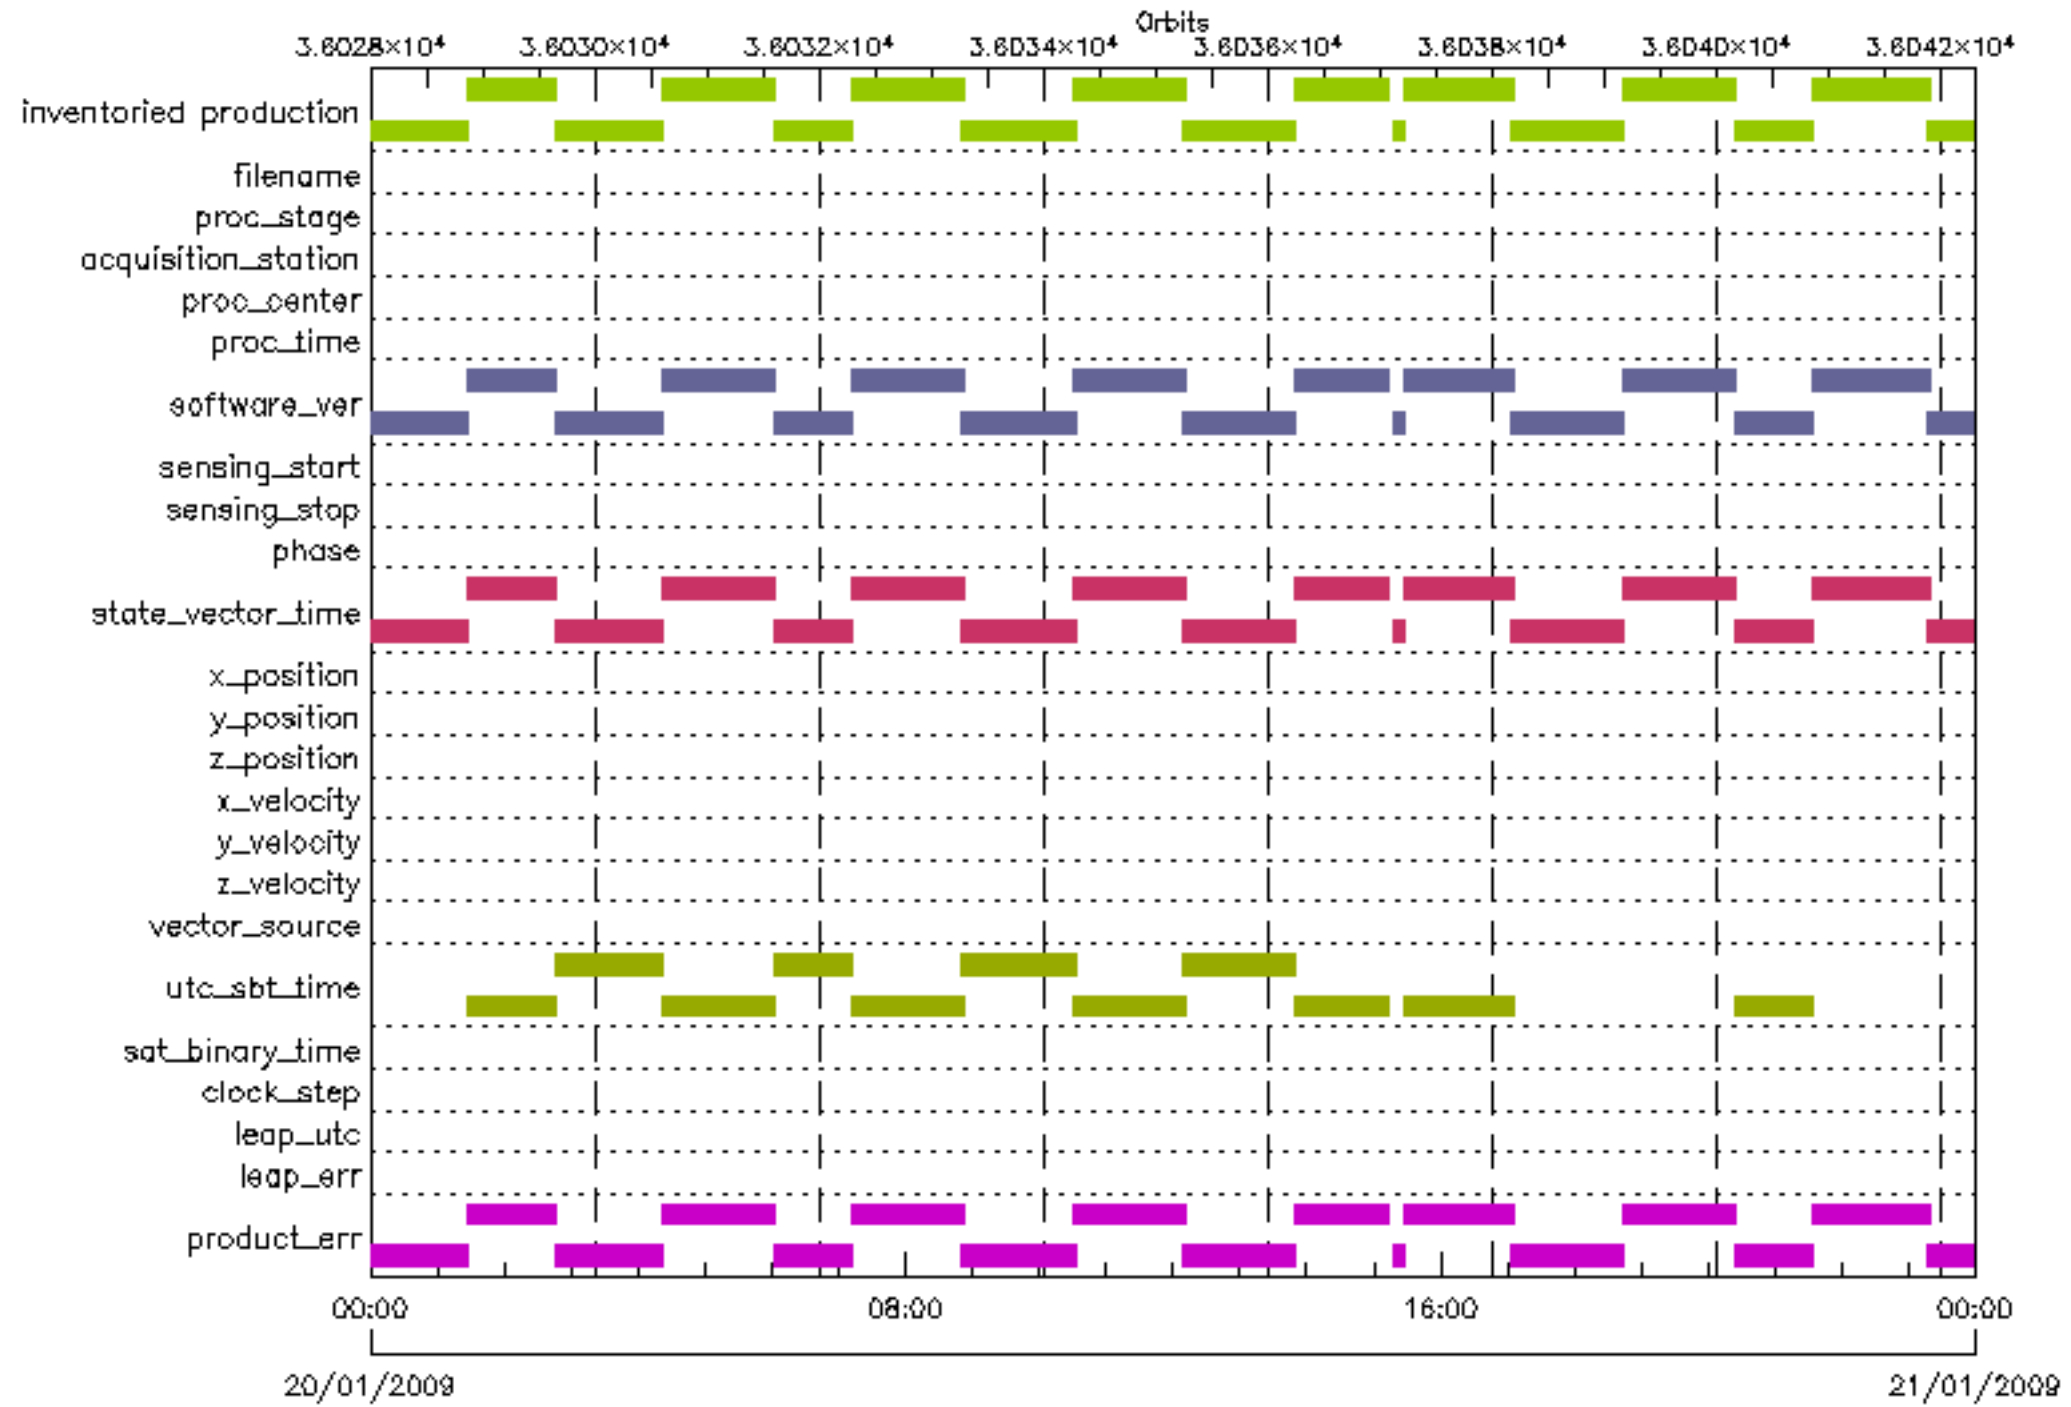 Orbits
3.6028×10⁴ 3.6030×10⁴ 3.6032×10⁴ 3.6034×10⁴ 3.6036×10⁴ 3.6038×10⁴ 3.6040×10⁴ 3.6042×10⁴
inventoried production
filename
proc_stage
acquisition_station
proc_center
proc_time
software_ver
sensing_start
sensing_stop
phase
state_vector_time
x_position
y_position
z_position
x_velocity
y_velocity
z_velocity
vector_source
utc_sbt_time
sat_binary_time
clock_step
leap_utc
leap_err
product_err
00:00 08:00 16:00 00:00
20/01/2009 21/01/2009